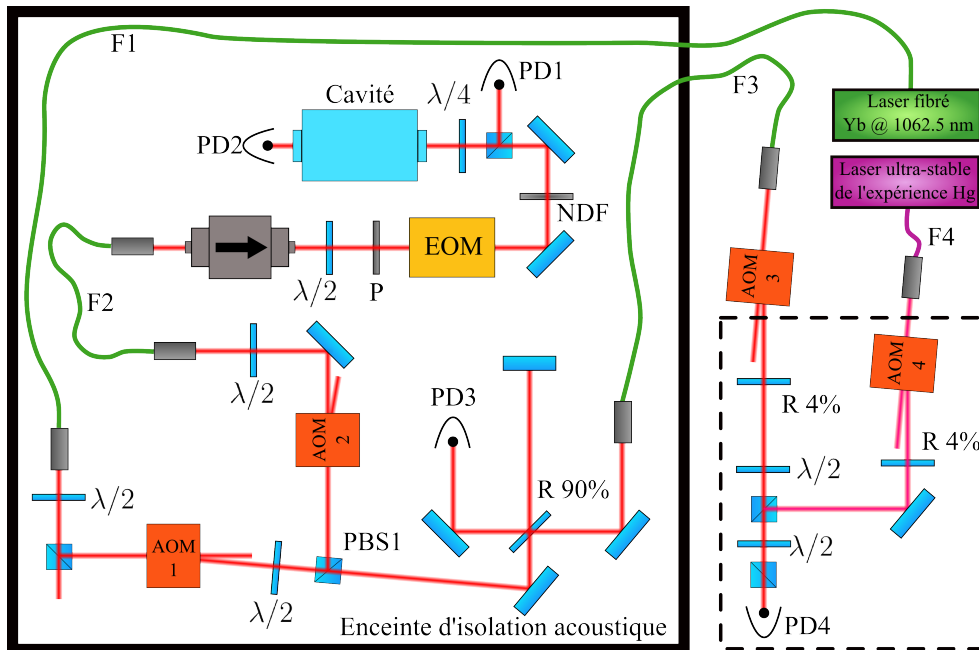 F1
PD1
F3
Cavité
λ/4
PD2
Laser fibré
Yb @ 1062.5 nm
Laser ultra-stable
de l'expérience Hg
NDF
F4
EOM
λ/2
P
AOM
3
F2
AOM
4
λ/2
PD3
R 4%
R 4%
AOM
2
λ/2
R 90%
λ/2
PBS1
λ/2
AOM
1
λ/2
Enceinte d'isolation acoustique
PD4